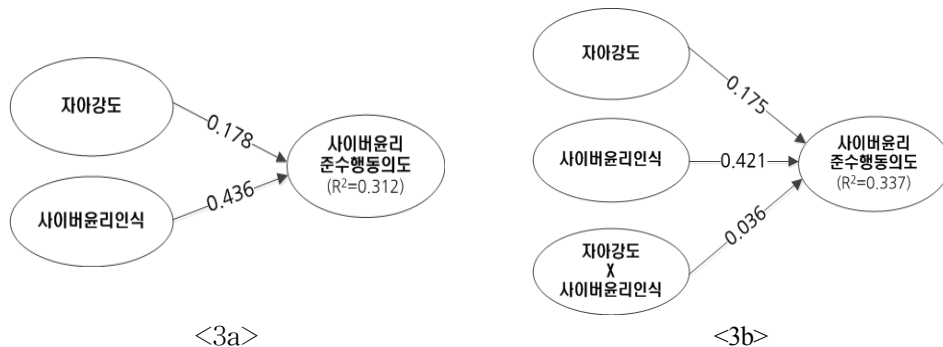 자아강도
0.178
사이버윤리
준수행동의도
(R²=0.312)
사이버윤리인식
0.436
<3a>
자아강도
0.175
사이버윤리인식
0.421
사이버윤리
준수행동의도
(R²=0.337)
0.036
자아강도
X
사이버윤리인식
<3b>